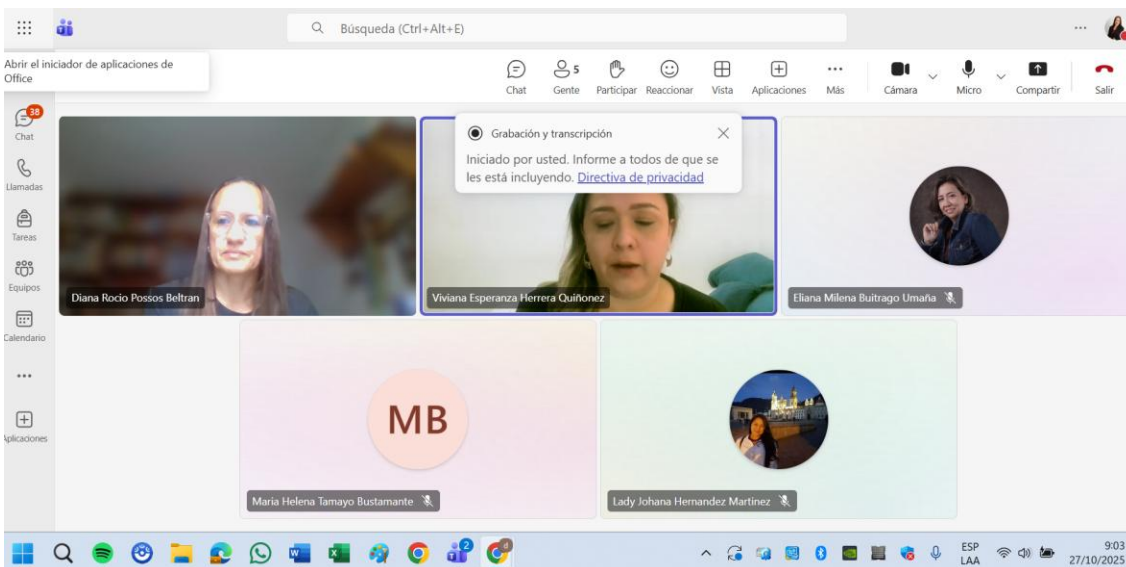 Búsqueda (Ctrl+Alt+E)
Abrir el iniciador de aplicaciones de
Office
Chat
5
Gente
Participar
Reaccionar
Vista
Aplicaciones
Más
Cámara
Micro
Compartir
Salir
38
Chat
Llamadas
Tareas
Equipos
Calendario
Aplicaciones
Grabación y transcripción
Iniciado por usted. Informe a todos de que se
les está incluyendo. Directiva de privacidad
Diana Rocio Possos Beltran
Viviana Esperanza Herrera Quiñonez
Eliana Milena Buitrago Umaña
MB
Maria Helena Tamayo Bustamante
Lady Johana Hernandez Martinez
2
d
ESP
LAA
9:03
27/10/2025